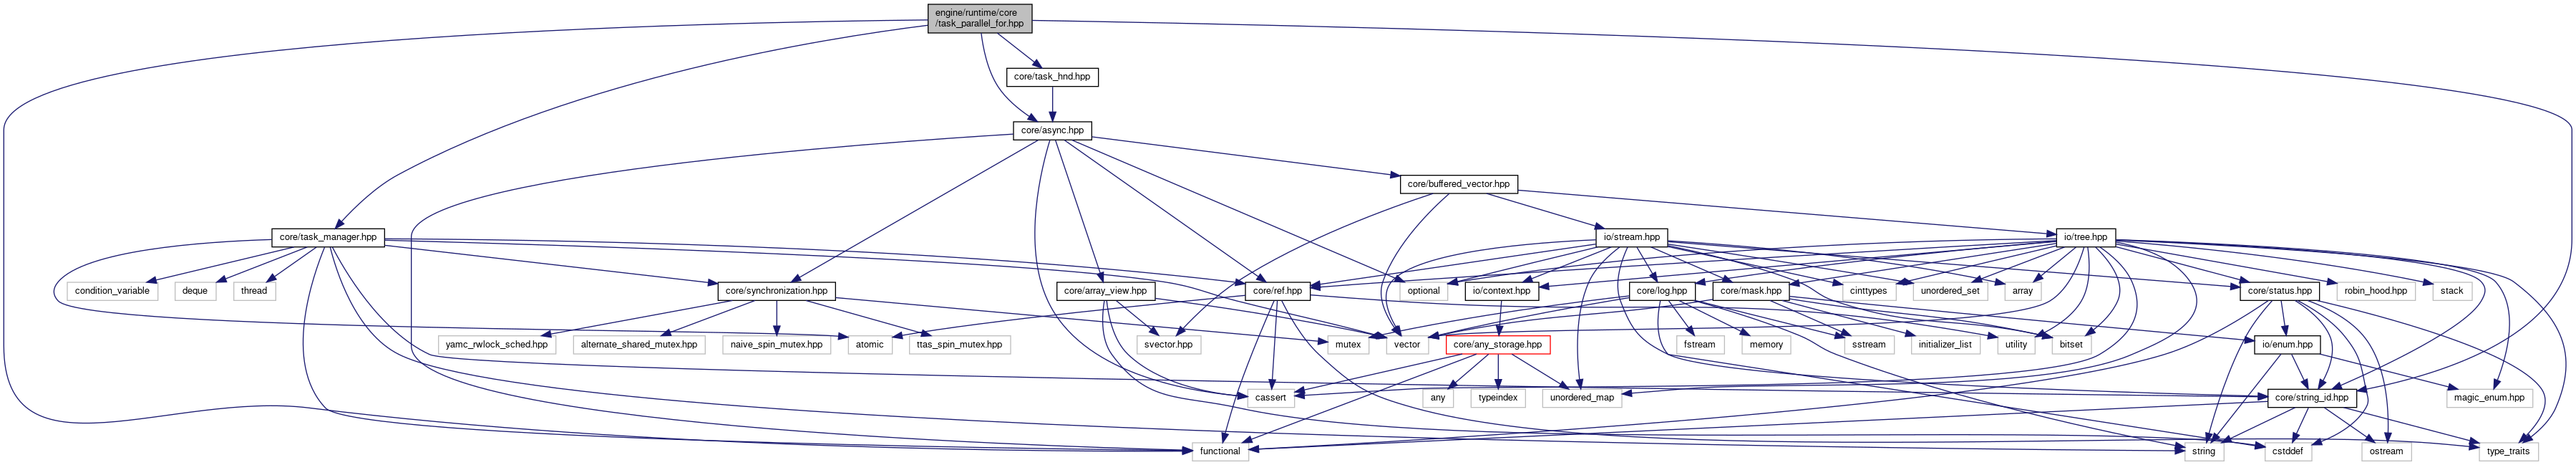 engine/runtime/core
/task_parallel_for.hpp
core/task_hnd.hpp
core/async.hpp
core/buffered_vector.hpp
core/task_manager.hpp
io/stream.hpp
io/tree.hpp
condition_variable
deque
thread
core/synchronization.hpp
core/array_view.hpp
core/ref.hpp
optional
io/context.hpp
core/log.hpp
core/mask.hpp
cinttypes
unordered_set
array
core/status.hpp
robin_hood.hpp
stack
yamc_rwlock_sched.hpp
alternate_shared_mutex.hpp
naive_spin_mutex.hpp
atomic
ttas_spin_mutex.hpp
svector.hpp
mutex
vector
core/any_storage.hpp
fstream
memory
sstream
initializer_list
utility
bitset
io/enum.hpp
cassert
any
typeindex
unordered_map
core/string_id.hpp
magic_enum.hpp
functional
string
cstddef
ostream
type_traits